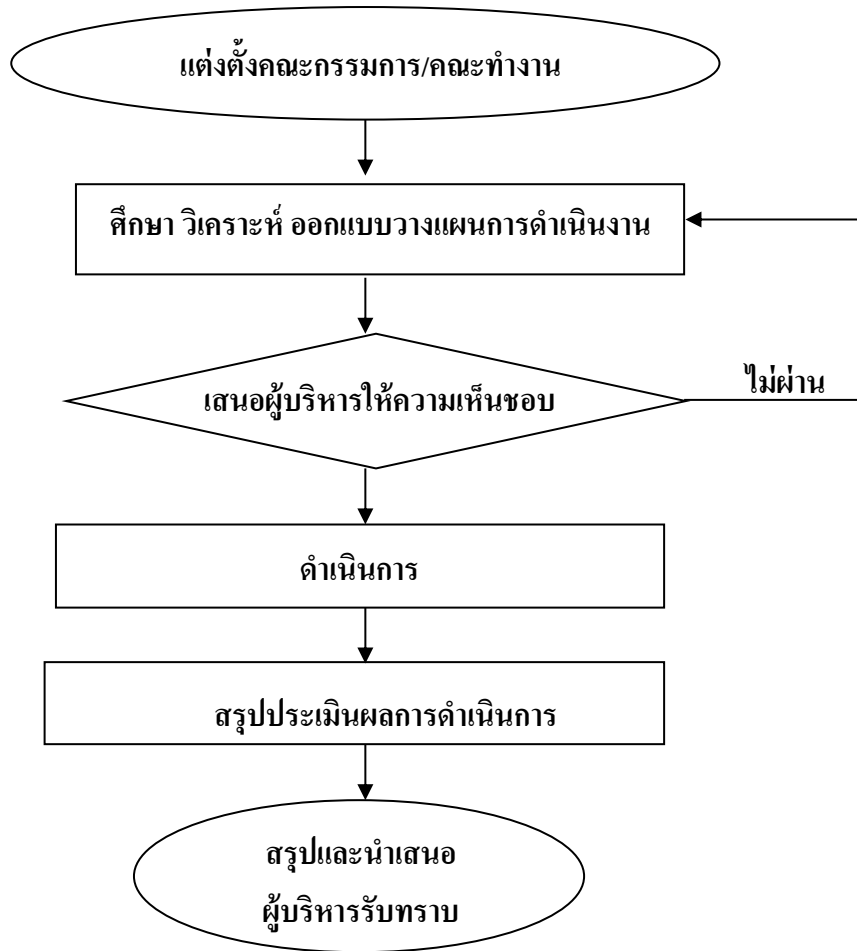 แต่งตั้งคณะกรรมการ/คณะทำงาน
ศึกษา วิเคราะห์ ออกแบบวางแผนการดำเนินงาน
เสนอผู้บริหารให้ความเห็นชอบ
ไม่ผ่าน
ดำเนินการ
สรุปประเมินผลการดำเนินการ
สรุปและนำเสนอ
ผู้บริหารรับทราบ